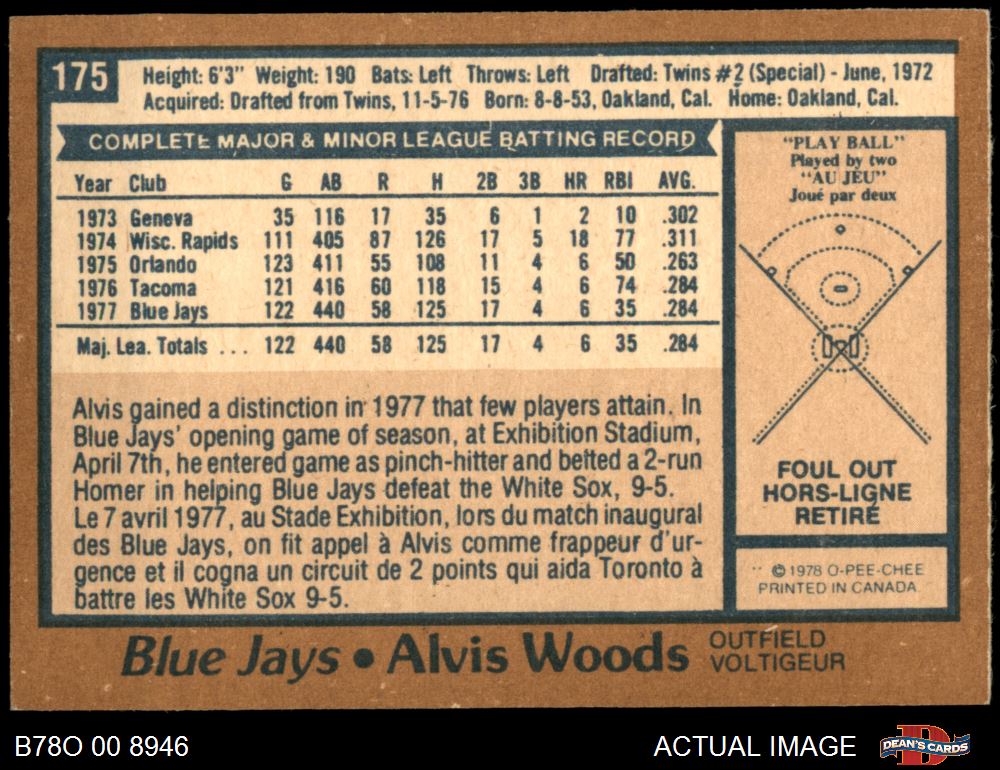 175
Height: 6'3" Weight: 190 Bats: Left Throws: Left Drafted: Twins #2 (Special) - June, 1972
Acquired: Drafted from Twins, 11-5-76 Born: 8-8-53, Oakland, Cal. Home: Oakland, Cal.
COMPLETE MAJOR & MINOR LEAGUE BATTING RECORD
Year Club G AB R H 2B 3B HR RBI AVG.
1973 Geneva 35 116 17 35 6 1 2 10 .302
1974 Wisc. Rapids 111 405 87 126 17 5 18 77 .311
1975 Orlando 123 411 55 108 11 4 6 50 .263
1976 Tacoma 121 416 60 118 15 4 6 74 .284
1977 Blue Jays 122 440 58 125 17 4 6 35 .284
Maj. Lea. Totals ... 122 440 58 125 17 4 6 35 .284
Alvis gained a distinction in 1977 that few players attain. In
Blue Jays' opening game of season, at Exhibition Stadium,
April 7th, he entered game as pinch-hitter and belted a 2-run
Homer in helping Blue Jays defeat the White Sox, 9-5.
Le 7 avril 1977, au Stade Exhibition, lors du match inaugural
des Blue Jays, on fit appel à Alvis comme frappeur d'ur-
gence et il cogna un circuit de 2 points qui aida Toronto à
battre les White Sox 9-5.
"PLAY BALL"
Played by two
"AU JEU"
Joué par deux
FOUL OUT
HORS-LIGNE
RETIRÉ
© 1978 O-PEE-CHEE
PRINTED IN CANADA
Blue Jays • Alvis Woods
OUTFIELD
VOLTIGEUR
B78O 00 8946
ACTUAL IMAGE
D
DEAN'S CARDS